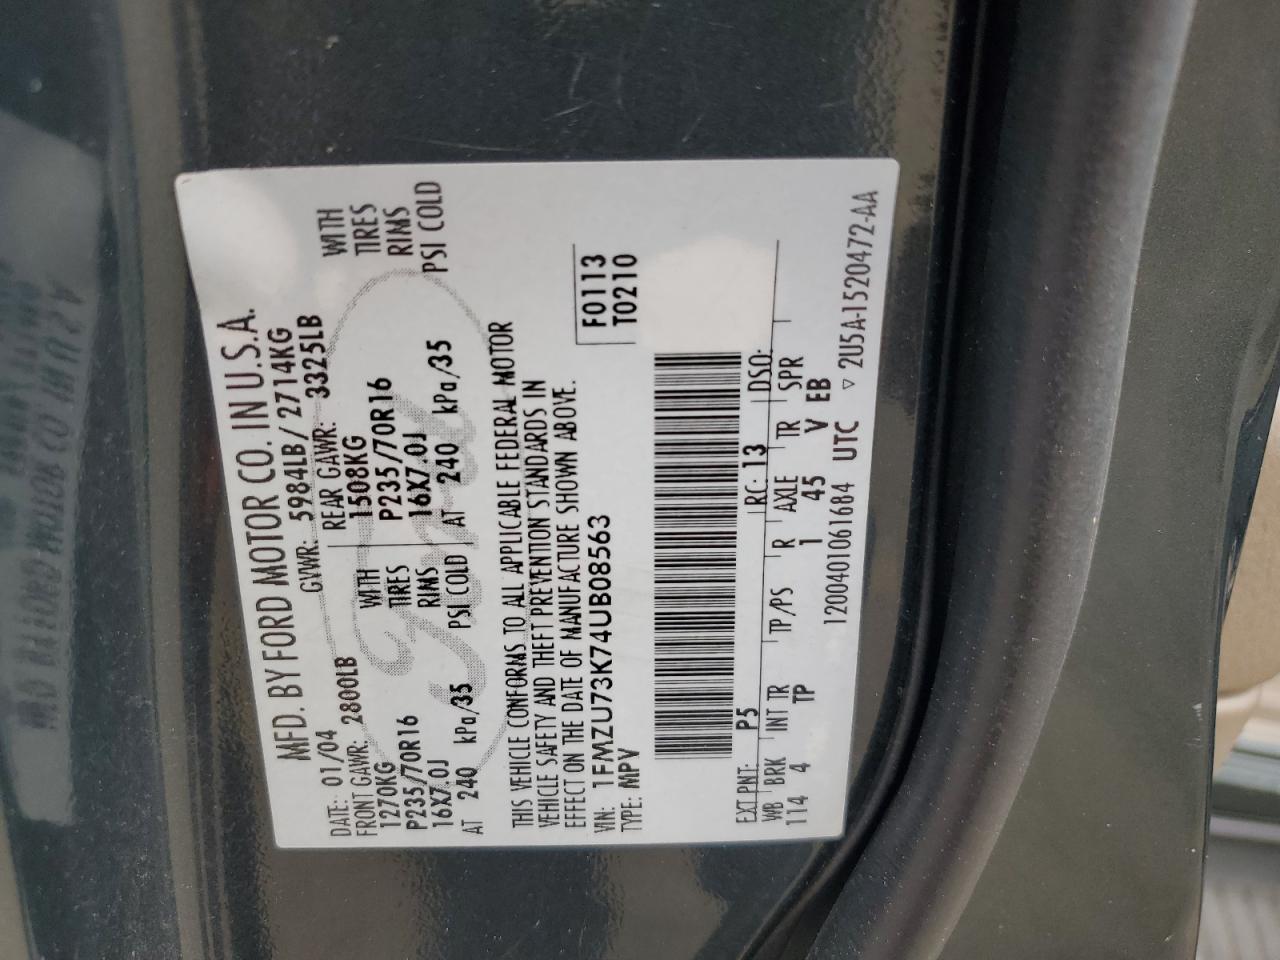 MFD. BY FORD MOTOR CO. IN U.S.A.
DATE: 01/04 GVWR: 5984LB/2714KG
FRONT GAWR: 2800LB REAR GAWR: 3325LB
1270KG WITH 1508KG WITH
P235/70R16 TIRES P235/70R16 TIRES
16X7.0J RIMS 16X7.0J RIMS
AT 240 kPa/35 PSI COLD AT 240 kPa/35 PSI COLD
THIS VEHICLE CONFORMS TO ALL APPLICABLE FEDERAL MOTOR
VEHICLE SAFETY AND THEFT PREVENTION STANDARDS IN
EFFECT ON THE DATE OF MANUFACTURE SHOWN ABOVE.
VIN: 1FMZU73K74UB08563
TYPE: MPV
F0113
T0210
EXT PNT: P5 RC: 13 DSO:
WB BRK INT TR TP/PS R AXLE TR SPR
114 4 TP 1 45 V EB
1200401061684 UTC ▽ 2U5A-1520472-AA
Ford